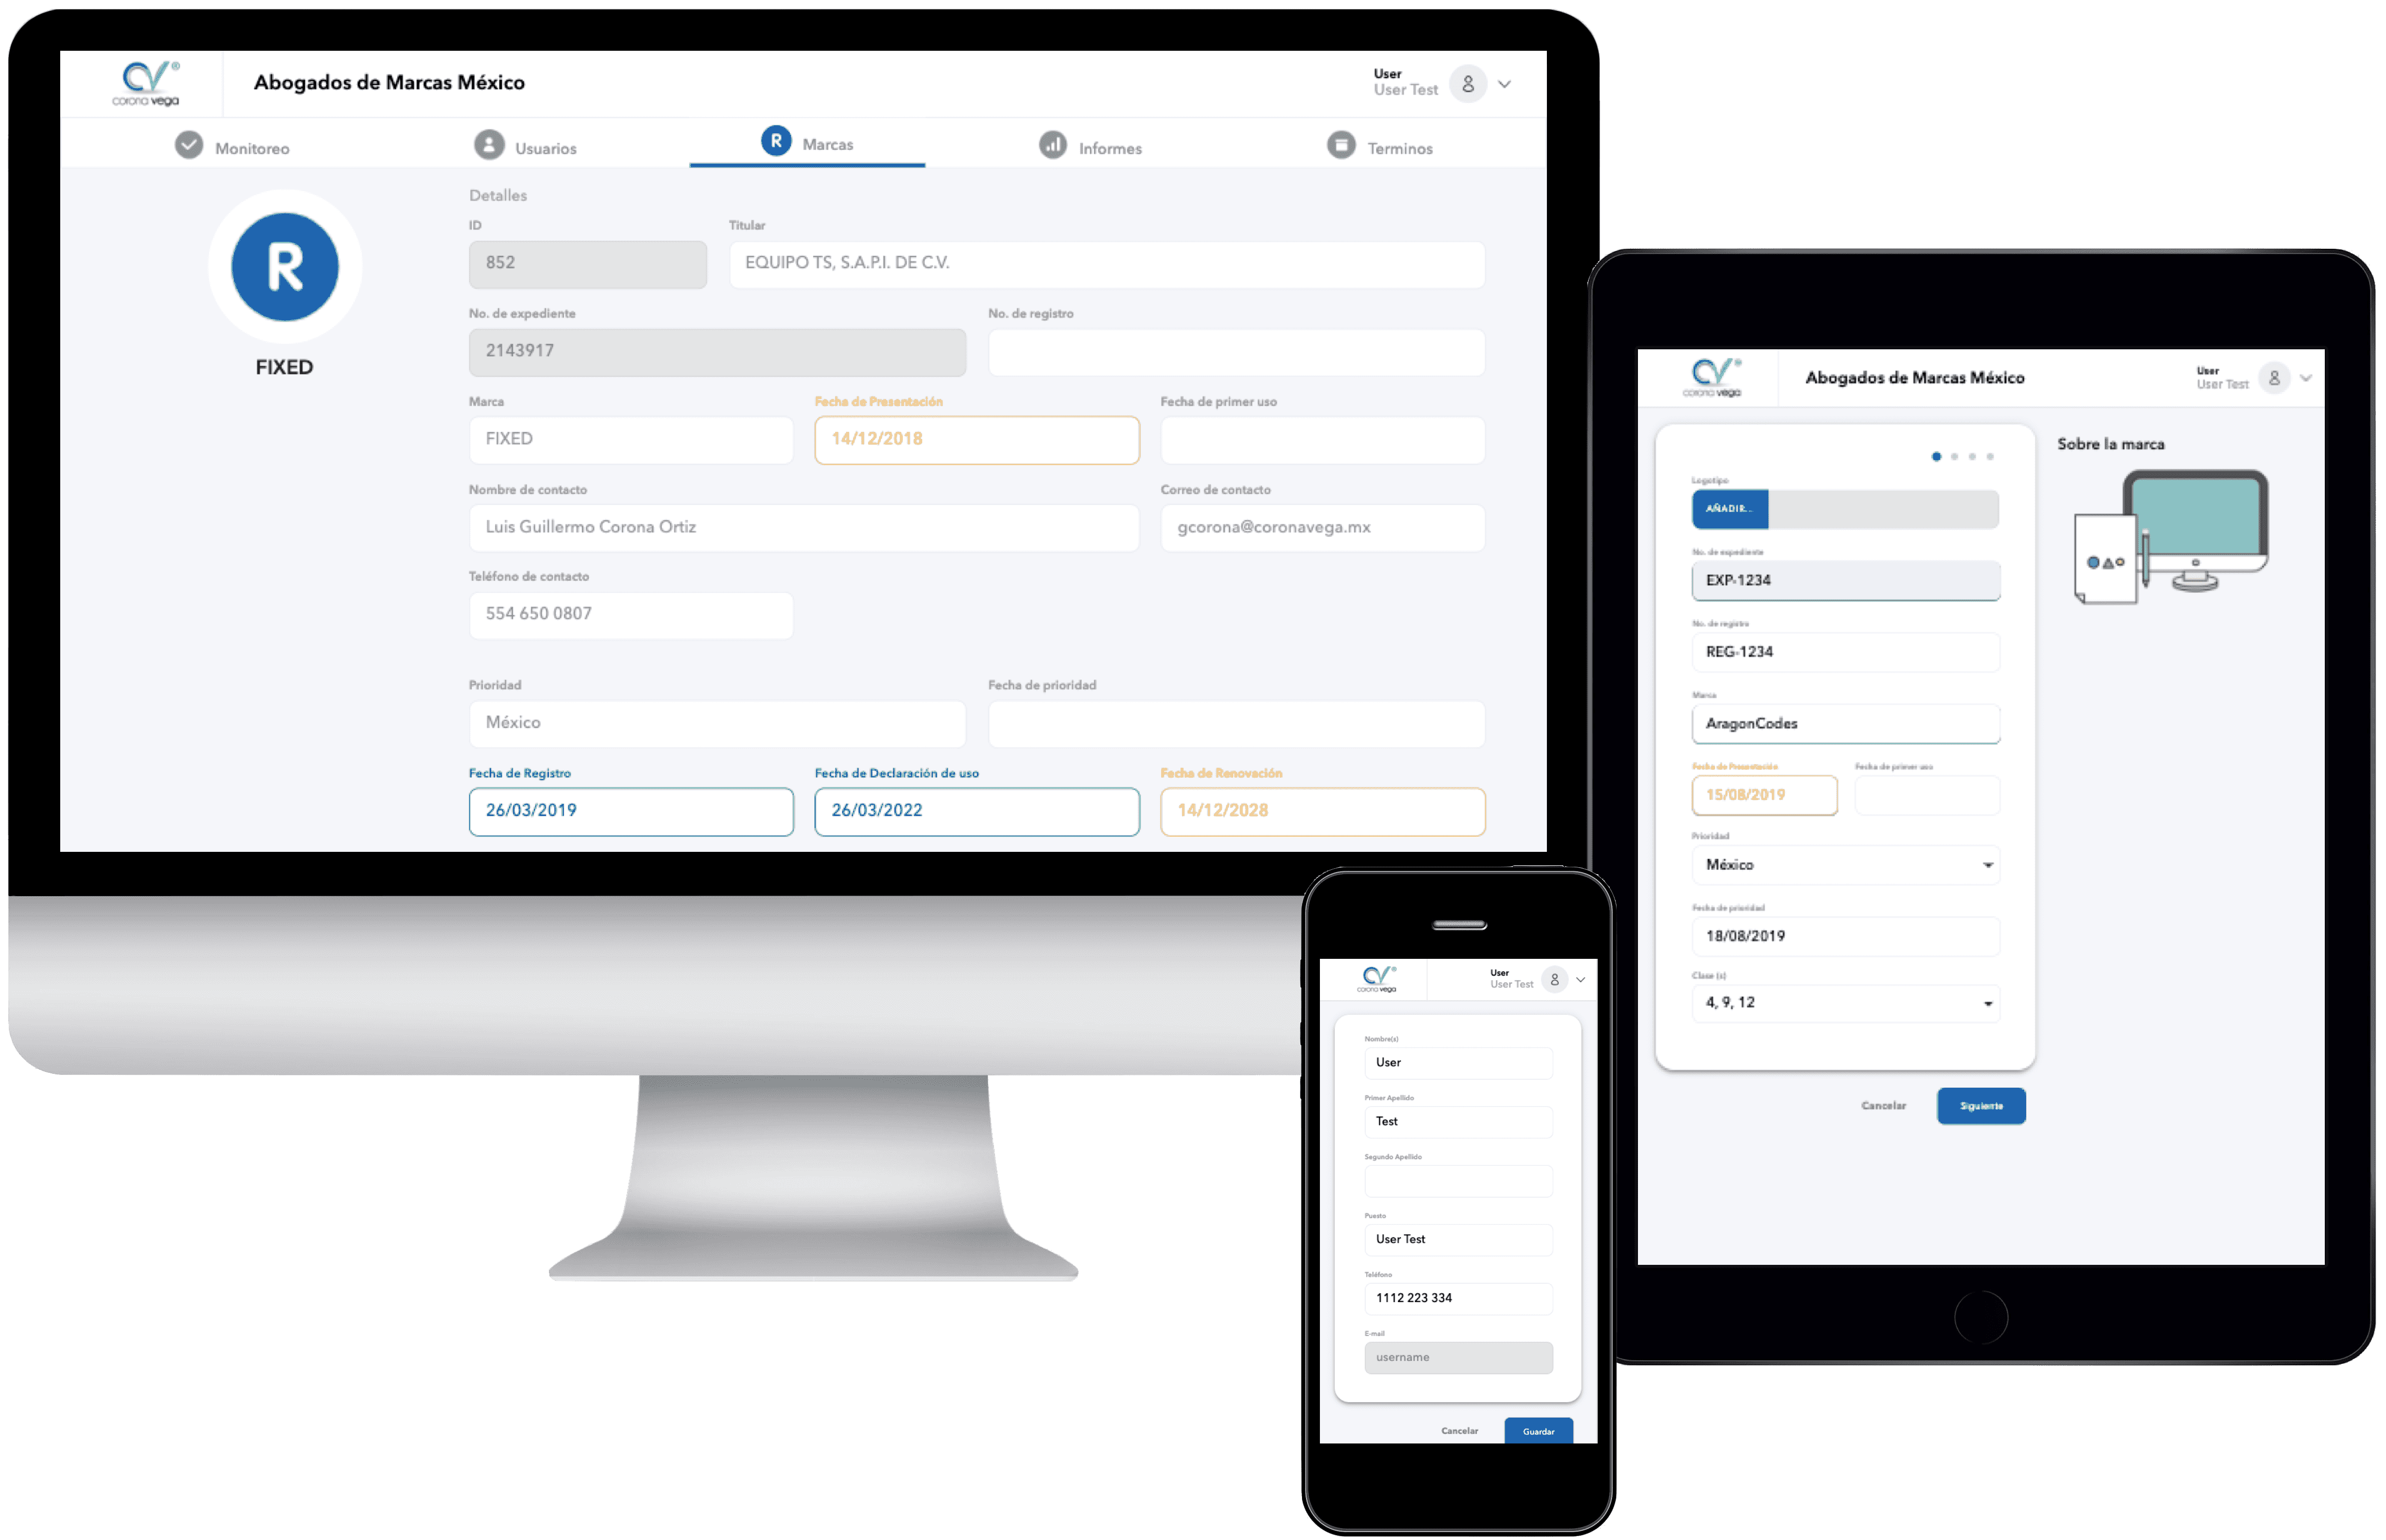 CV®
corona vega
Abogados de Marcas México
User
User Test
Monitoreo
Usuarios
R
Marcas
Informes
Terminos
R
FIXED
Detalles
ID
Titular
852
EQUIPO TS, S.A.P.I. DE C.V.
No. de expediente
No. de registro
2143917
Marca
Fecha de Presentación
Fecha de primer uso
FIXED
14/12/2018
Nombre de contacto
Correo de contacto
Luis Guillermo Corona Ortiz
gcorona@coronavega.mx
Teléfono de contacto
554 650 0807
Prioridad
Fecha de prioridad
México
Fecha de Registro
Fecha de Declaración de uso
Fecha de Renovación
26/03/2019
26/03/2022
14/12/2028
CV®
corona vega
Abogados de Marcas México
User
User Test
Sobre la marca
Logotipo
AÑADIR...
No. de expediente
EXP-1234
No. de registro
REG-1234
Marca
AragonCodes
Fecha de Presentación
Fecha de primer uso
15/08/2019
Prioridad
México
Fecha de prioridad
18/08/2019
Clase (s)
4, 9, 12
Cancelar
Siguiente
CV®
corona vega
User
User Test
Nombre(s)
User
Primer Apellido
Test
Segundo Apellido
Puesto
User Test
Teléfono
1112 223 334
E-mail
username
Cancelar
Guardar